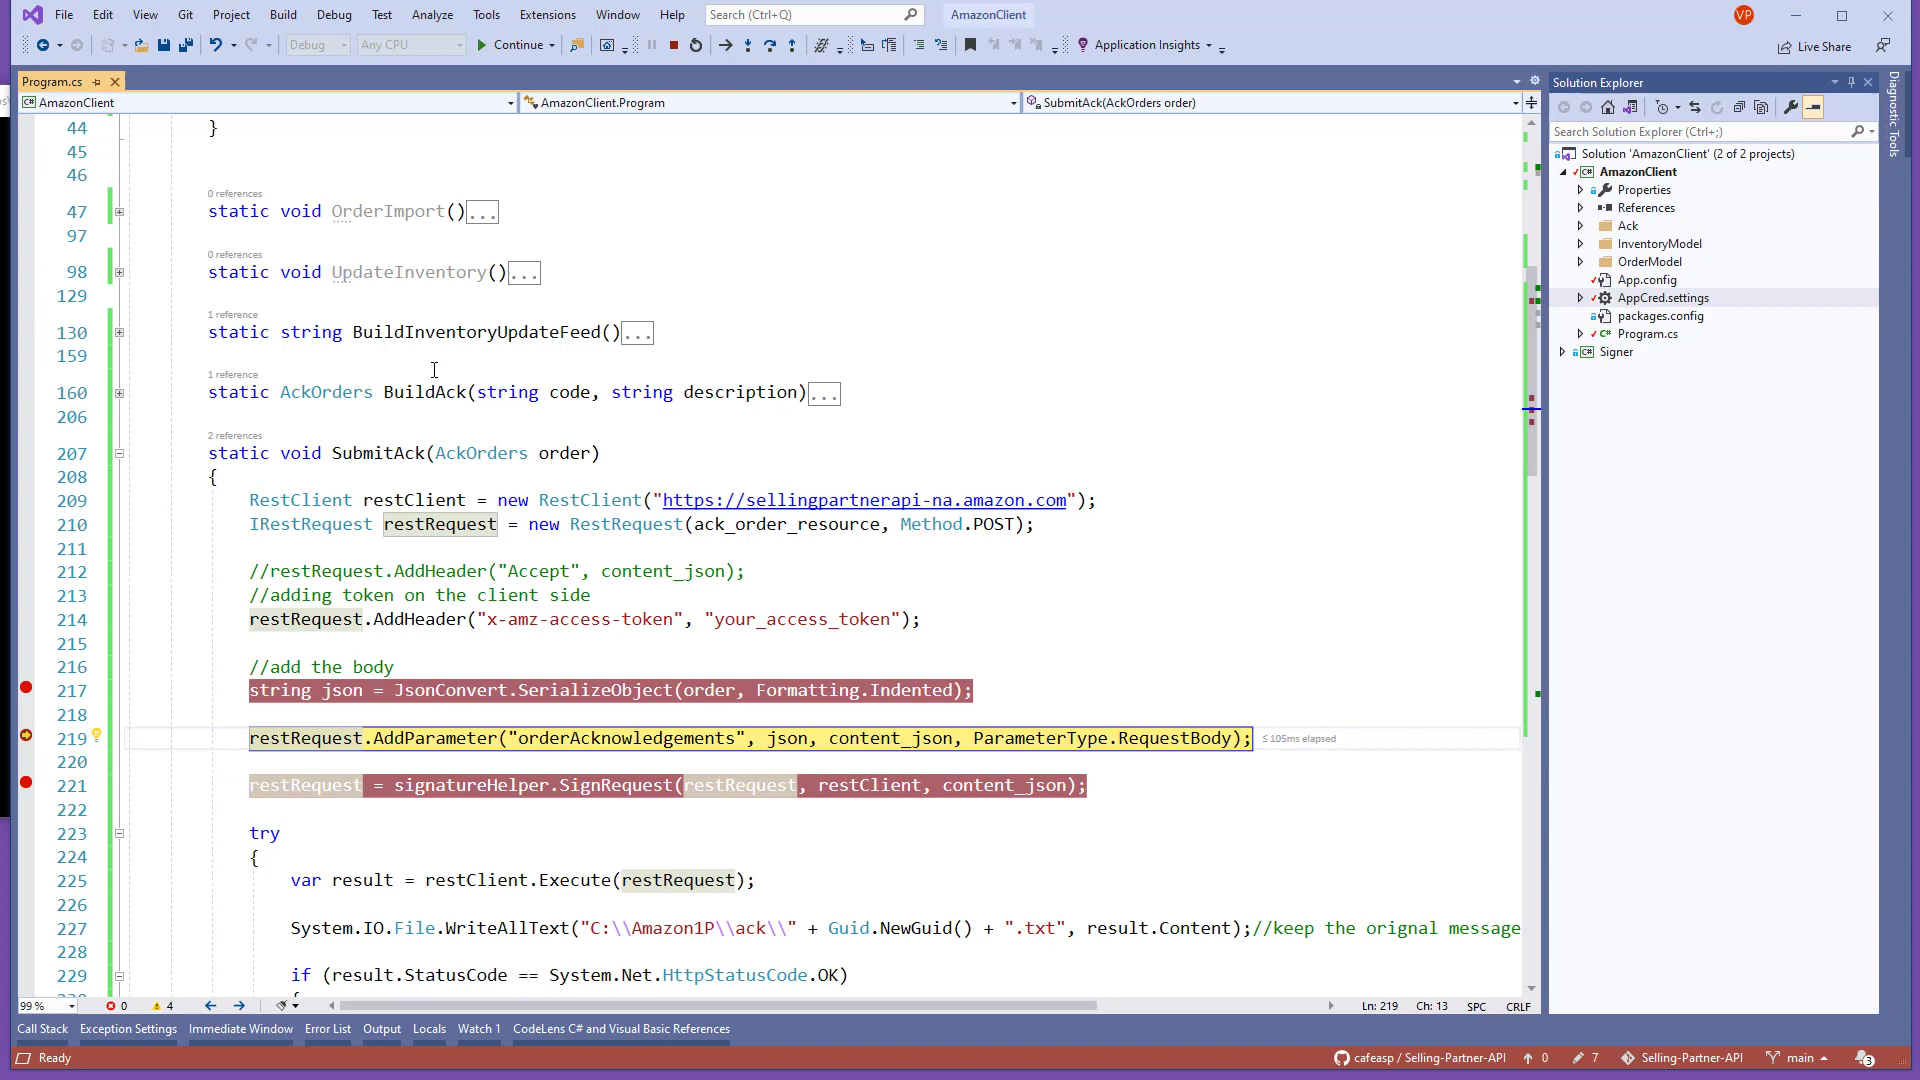 File Edit View Git Project Build Debug Test Analyze Tools Extensions Window Help Search (Ctrl+Q) AmazonClient VP
Debug Any CPU Continue Application Insights Live Share
Program.cs
AmazonClient AmazonClient.Program SubmitAck(AckOrders order)
44 }
45
46
0 references
47 static void OrderImport()...
97
0 references
98 static void UpdateInventory()...
129
1 reference
130 static string BuildInventoryUpdateFeed()...
159
1 reference
160 static AckOrders BuildAck(string code, string description)...
206
2 references
207 static void SubmitAck(AckOrders order)
208 {
209 RestClient restClient = new RestClient("https://sellingpartnerapi-na.amazon.com");
210 IRestRequest restRequest = new RestRequest(ack_order_resource, Method.POST);
211
212 //restRequest.AddHeader("Accept", content_json);
213 //adding token on the client side
214 restRequest.AddHeader("x-amz-access-token", "your_access_token");
215
216 //add the body
217 string json = JsonConvert.SerializeObject(order, Formatting.Indented);
218
219 restRequest.AddParameter("orderAcknowledgements", json, content_json, ParameterType.RequestBody); ≤ 105ms elapsed
220
221 restRequest = signatureHelper.SignRequest(restRequest, restClient, content_json);
222
223 try
224 {
225 var result = restClient.Execute(restRequest);
226
227 System.IO.File.WriteAllText("C:\\Amazon1P\\ack\\" + Guid.NewGuid() + ".txt", result.Content);//keep the orignal message
228
229 if (result.StatusCode == System.Net.HttpStatusCode.OK)
99 % 0 4 Ln: 219 Ch: 13 SPC CRLF
Call Stack Exception Settings Immediate Window Error List Output Locals Watch 1 CodeLens C# and Visual Basic References
Ready cafeasp / Selling-Partner-API 0 7 Selling-Partner-API main 3
Solution Explorer
Search Solution Explorer (Ctrl+;)
Solution 'AmazonClient' (2 of 2 projects)
AmazonClient
Properties
References
Ack
InventoryModel
OrderModel
App.config
AppCred.settings
packages.config
Program.cs
Signer
Diagnostic Tools